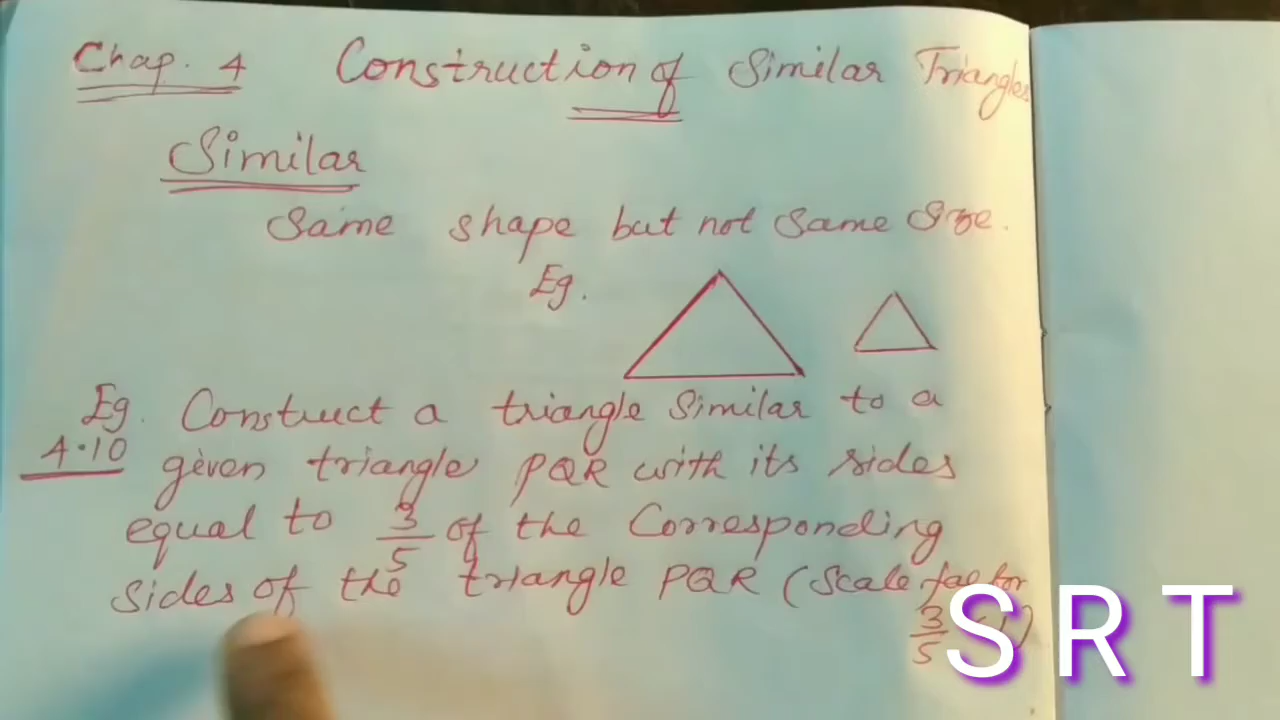 Chap. 4 Construction of Similar Triangles
Similar
Same shape but not Same Size.
Eg.
Eg. Construct a triangle Similar to a
4.10 given triangle PQR with its sides
equal to 3/5 of the Corresponding
sides of the triangle PQR (Scale factor
3/5
SRT